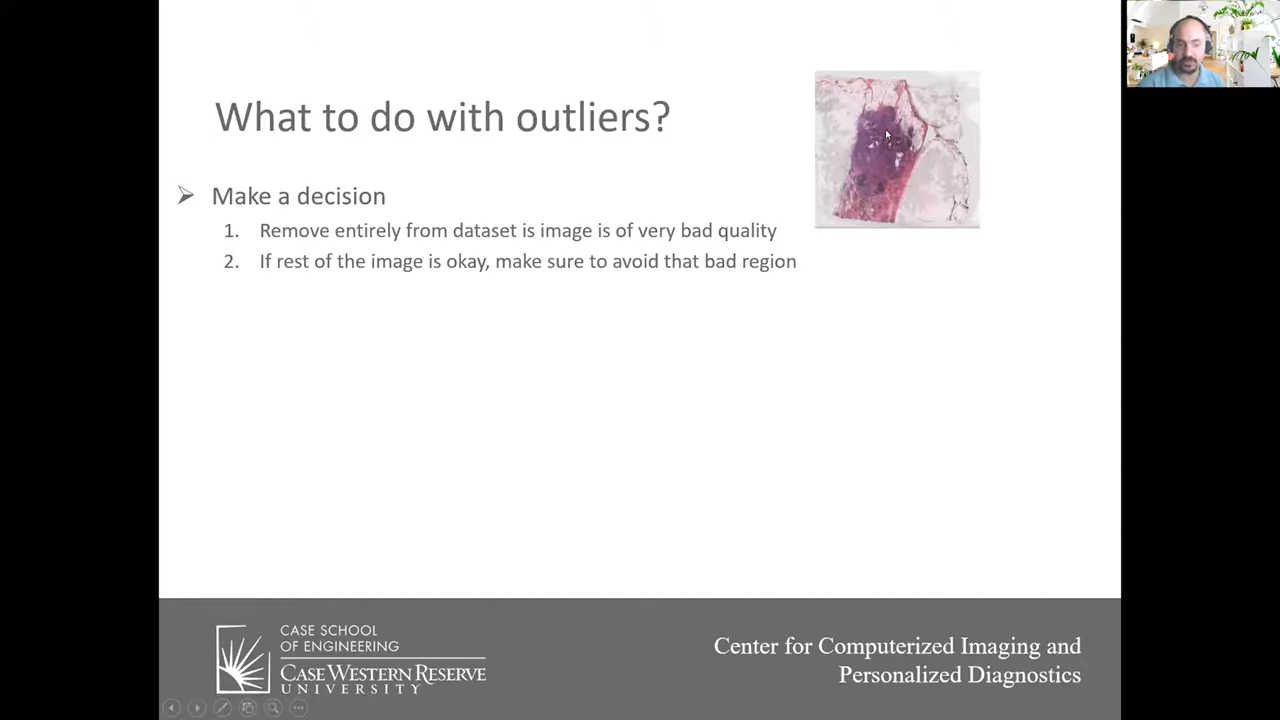 What to do with outliers?
Make a decision
1. Remove entirely from dataset is image is of very bad quality
2. If rest of the image is okay, make sure to avoid that bad region
CASE SCHOOL
OF ENGINEERING
CASE WESTERN RESERVE
UNIVERSITY
Center for Computerized Imaging and
Personalized Diagnostics